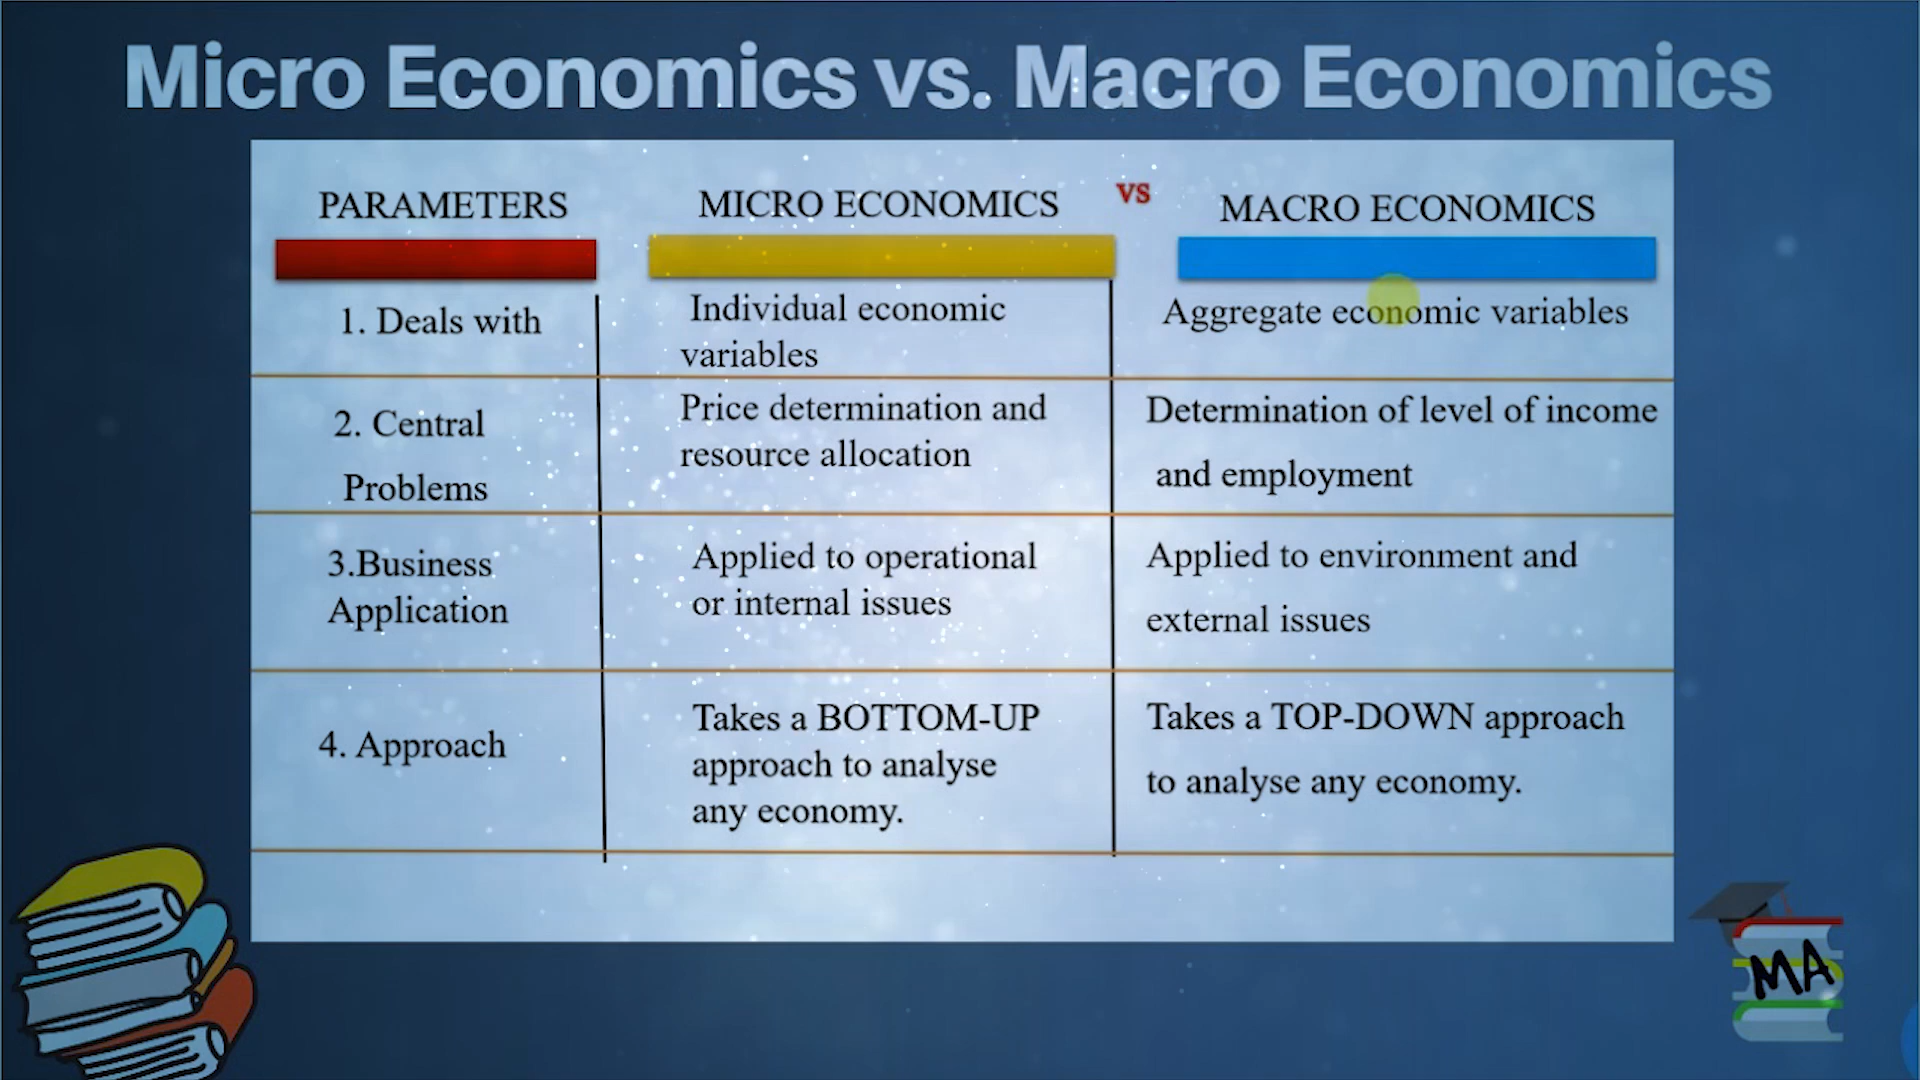 Micro Economics vs. Macro Economics
PARAMETERS
MICRO ECONOMICS
VS
MACRO ECONOMICS
1. Deals with
Individual economic
variables
Aggregate economic variables
2. Central
Problems
Price determination and
resource allocation
Determination of level of income
and employment
3.Business
Application
Applied to operational
or internal issues
Applied to environment and
external issues
4. Approach
Takes a BOTTOM-UP
approach to analyse
any economy.
Takes a TOP-DOWN approach
to analyse any economy.
MA